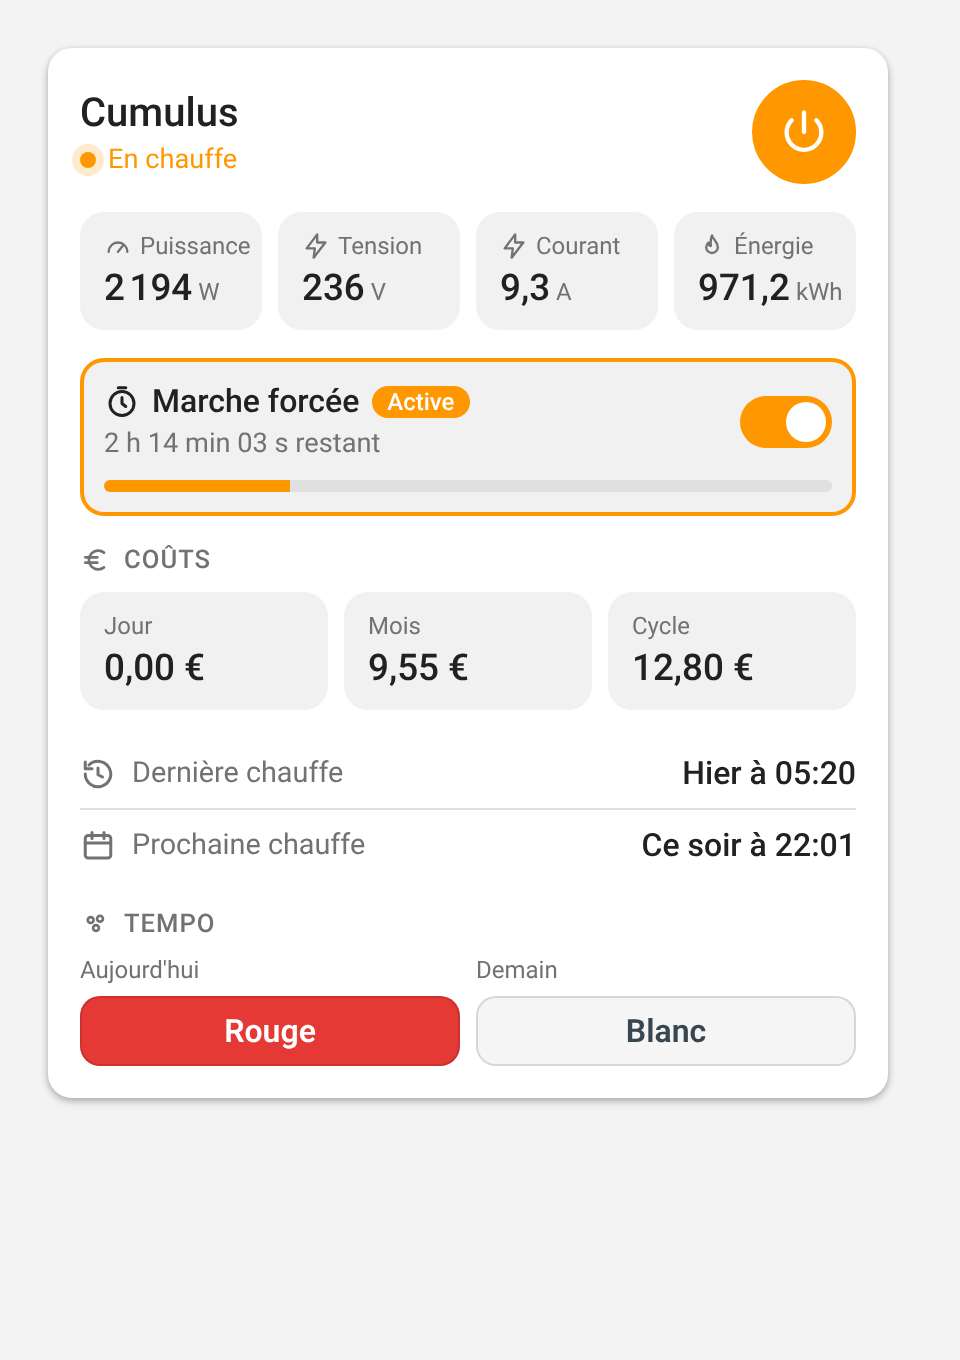 Cumulus
En chauffe
Puissance
2 194 W
Tension
236 V
Courant
9,3 A
Énergie
971,2 kWh
Marche forcée Active
2 h 14 min 03 s restant
COÛTS
Jour
0,00 €
Mois
9,55 €
Cycle
12,80 €
Dernière chauffe Hier à 05:20
Prochaine chauffe Ce soir à 22:01
TEMPO
Aujourd'hui
Rouge
Demain
Blanc